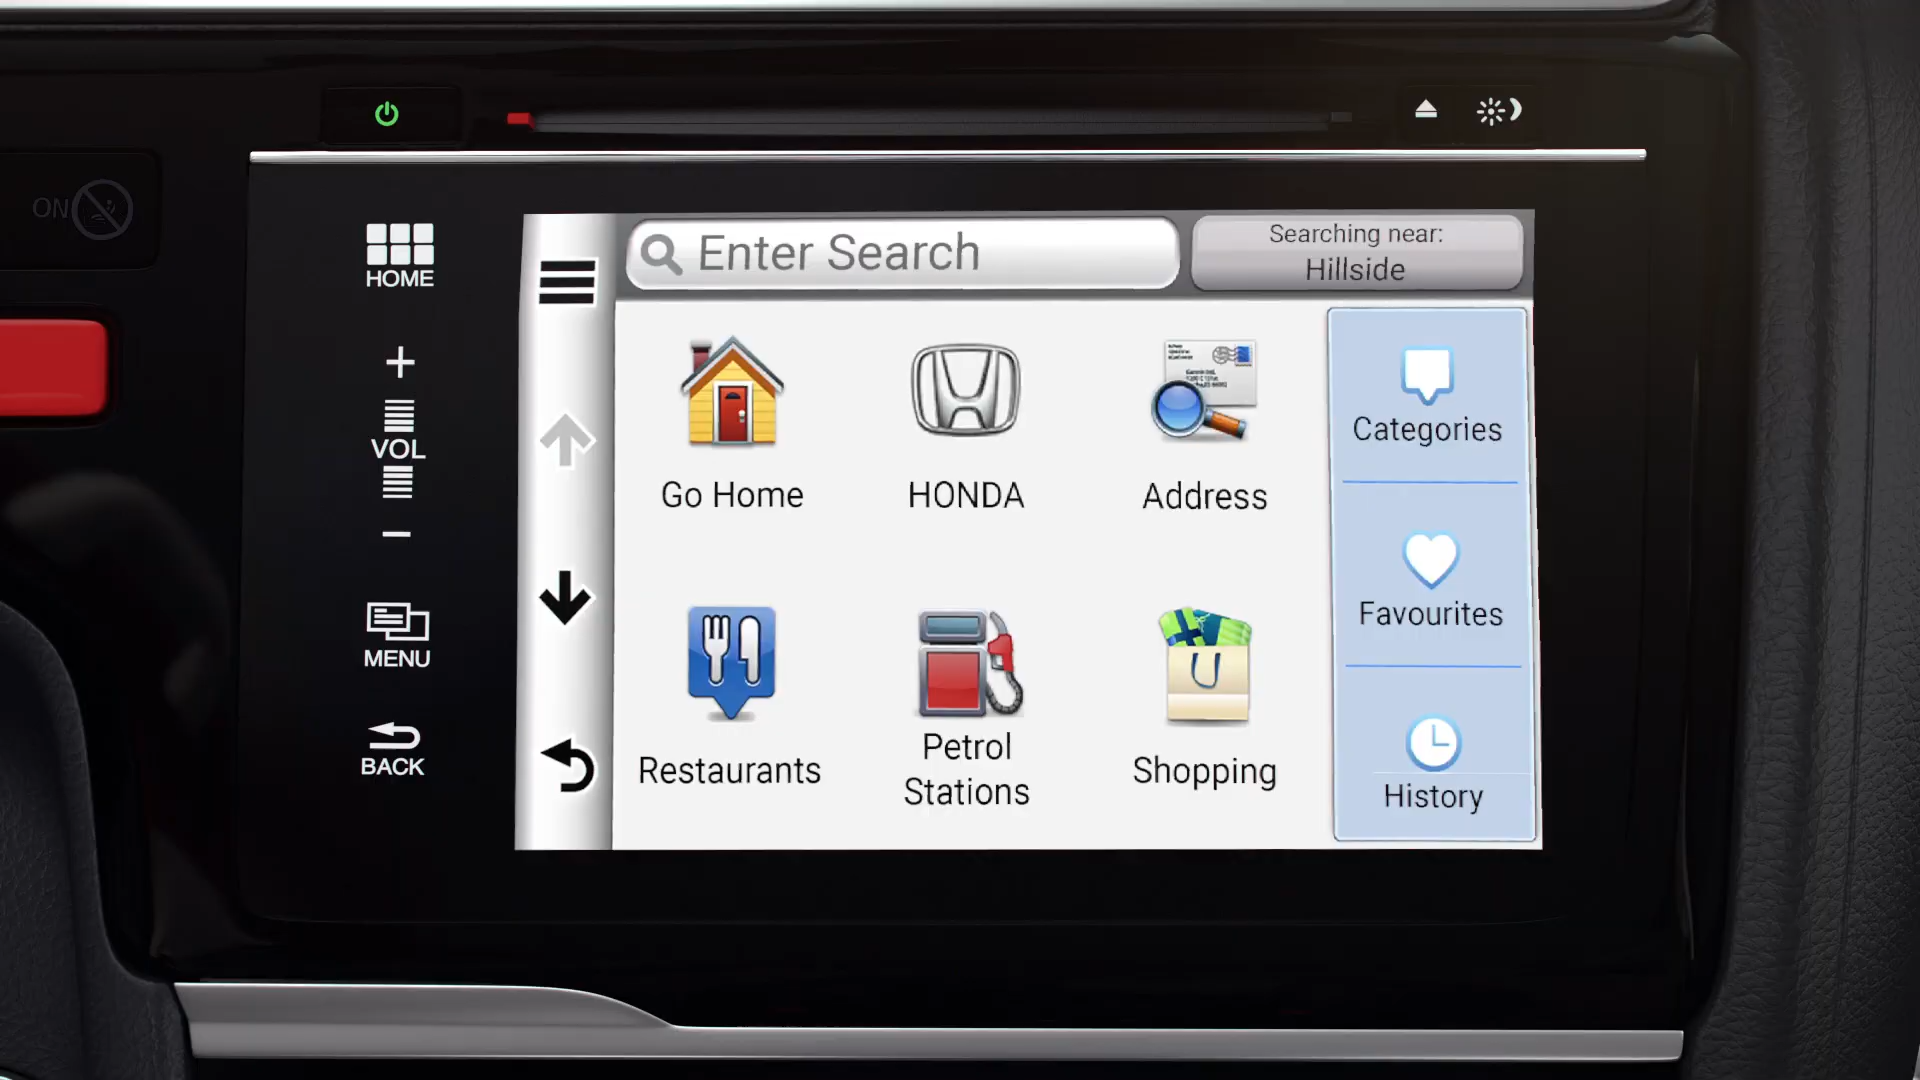 ON
HOME
VOL
MENU
BACK
Enter Search
Searching near:
Hillside
Go Home
HONDA
Address
Restaurants
Petrol
Stations
Shopping
Categories
Favourites
History